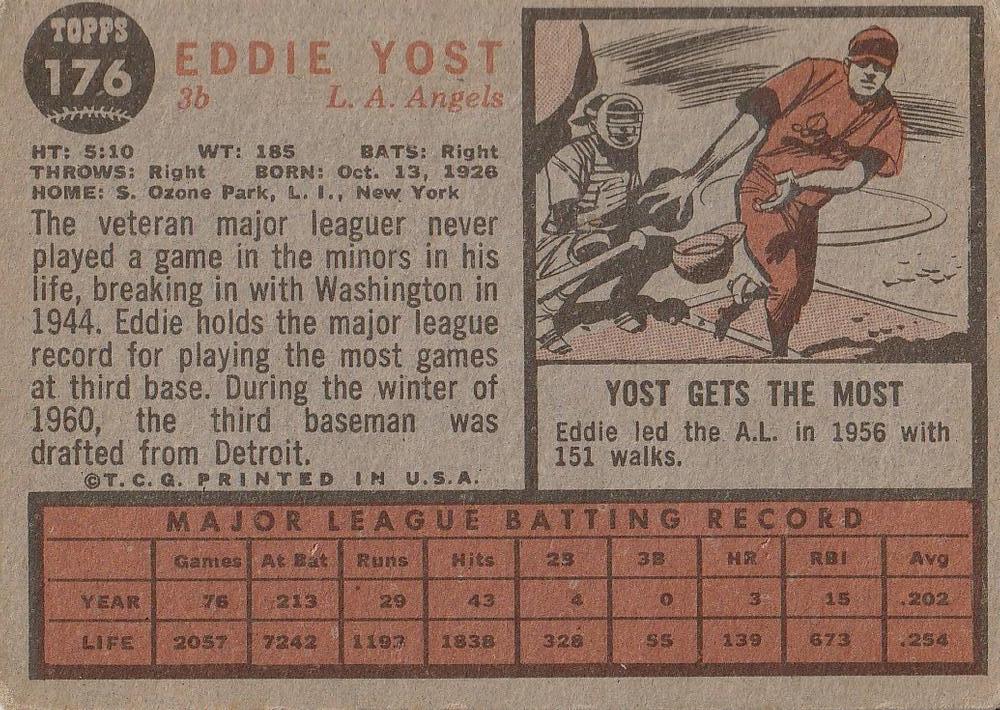 TOPPS
176
EDDIE YOST
3b L. A. Angels
HT: 5:10 WT: 185 BATS: Right
THROWS: Right BORN: Oct. 13, 1926
HOME: S. Ozone Park, L. I., New York
The veteran major leaguer never
played a game in the minors in his
life, breaking in with Washington in
1944. Eddie holds the major league
record for playing the most games
at third base. During the winter of
1960, the third baseman was
drafted from Detroit.
©T. C. G. PRINTED IN U.S.A.
YOST GETS THE MOST
Eddie led the A.L. in 1956 with
151 walks.
MAJOR LEAGUE BATTING RECORD
Games At Bat Runs Hits 2B 3B HR RBI Avg
YEAR 76 213 29 43 4 0 3 15 .202
LIFE 2057 7242 1197 1838 328 55 139 673 .254